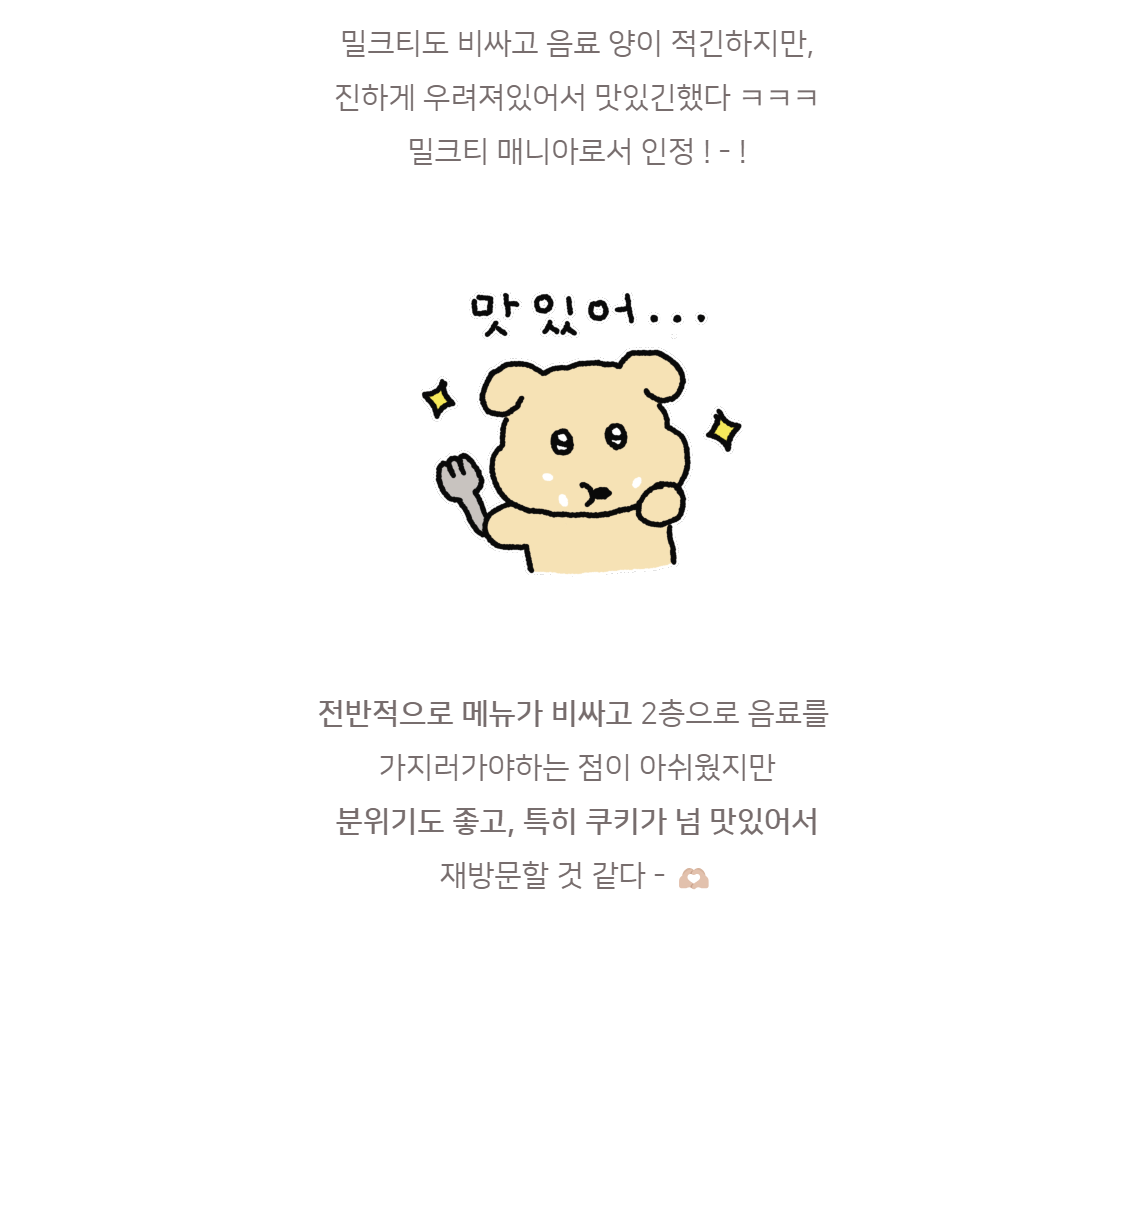 밀크티도 비싸고 음료 양이 적긴하지만,
진하게 우려져있어서 맛있긴했다 ㅋㅋㅋ
밀크티 매니아로서 인정 ! - !
맛있어...
전반적으로 메뉴가 비싸고 2층으로 음료를
가지러가야하는 점이 아쉬웠지만
분위기도 좋고, 특히 쿠키가 넘 맛있어서
재방문할 것 같다 - 🫶🏼